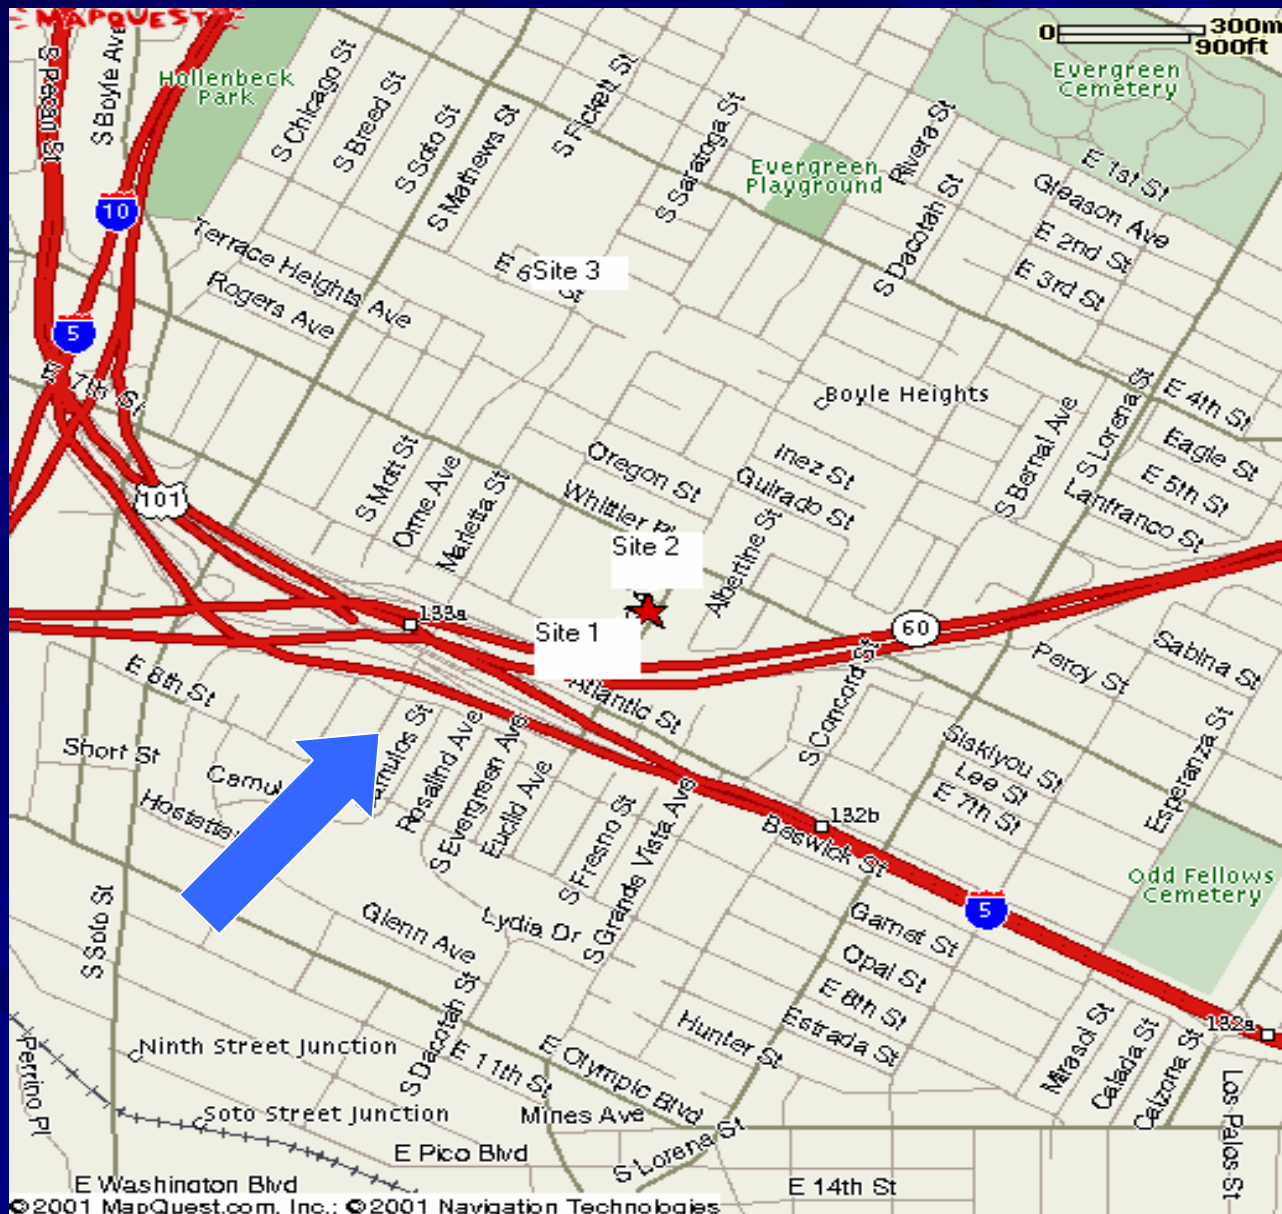 MAPQUEST
0 300m
900ft
S Pecan St
S Boyle Ave
Hollenbeck
Park
S Chicago St
S Breed St
S Soto St
S Mathews St
S Fickett St
S Saratoga St
Evergreen
Playground
Rivera St
S Dacotah St
Evergreen
Cemetery
E 1st St
Gleason Ave
E 2nd St
E 3rd St
10
5
Terrace Heights Ave
Rogers Ave
E 6
St
Site 3
E 7th St
101
Boyle Heights
S Mott St
Orme Ave
Marietta St
Oregon St
Whittier
Inez St
Guirado St
Albertine St
S Bernal Ave
S Lorena St
E 4th St
Eagle St
E 5th St
Lanfranco St
Site 2
Site 1
133a
60
Atlantic St
Percy St
Sabina St
S Concord St
Siskiyou St
Lee St
E 7th St
Esperanza St
E 8th St
Short St
Camul
Hostetter
amulos St
Rosalind Ave
S Evergreen Ave
Euclid Ave
S Fresno St
S Grande Vista Ave
132b
Beswick St
5
Odd Fellows
Cemetery
S Soto St
Glenn Ave
Lydia Dr
Garnet St
Opal St
E 8th St
Estrada St
Hunter St
S Dacotah St
E 11th St
E Olympic Blvd
Mirasol St
Calada St
Calzona St
132a
Los Palos St
Perrino Pl
Ninth Street Junction
Soto Street Junction
Mines Ave
E Pico Blvd
S Lorena St
E Washington Blvd
E 14th St
©2001 MapQuest.com, Inc.; ©2001 Navigation Technologies